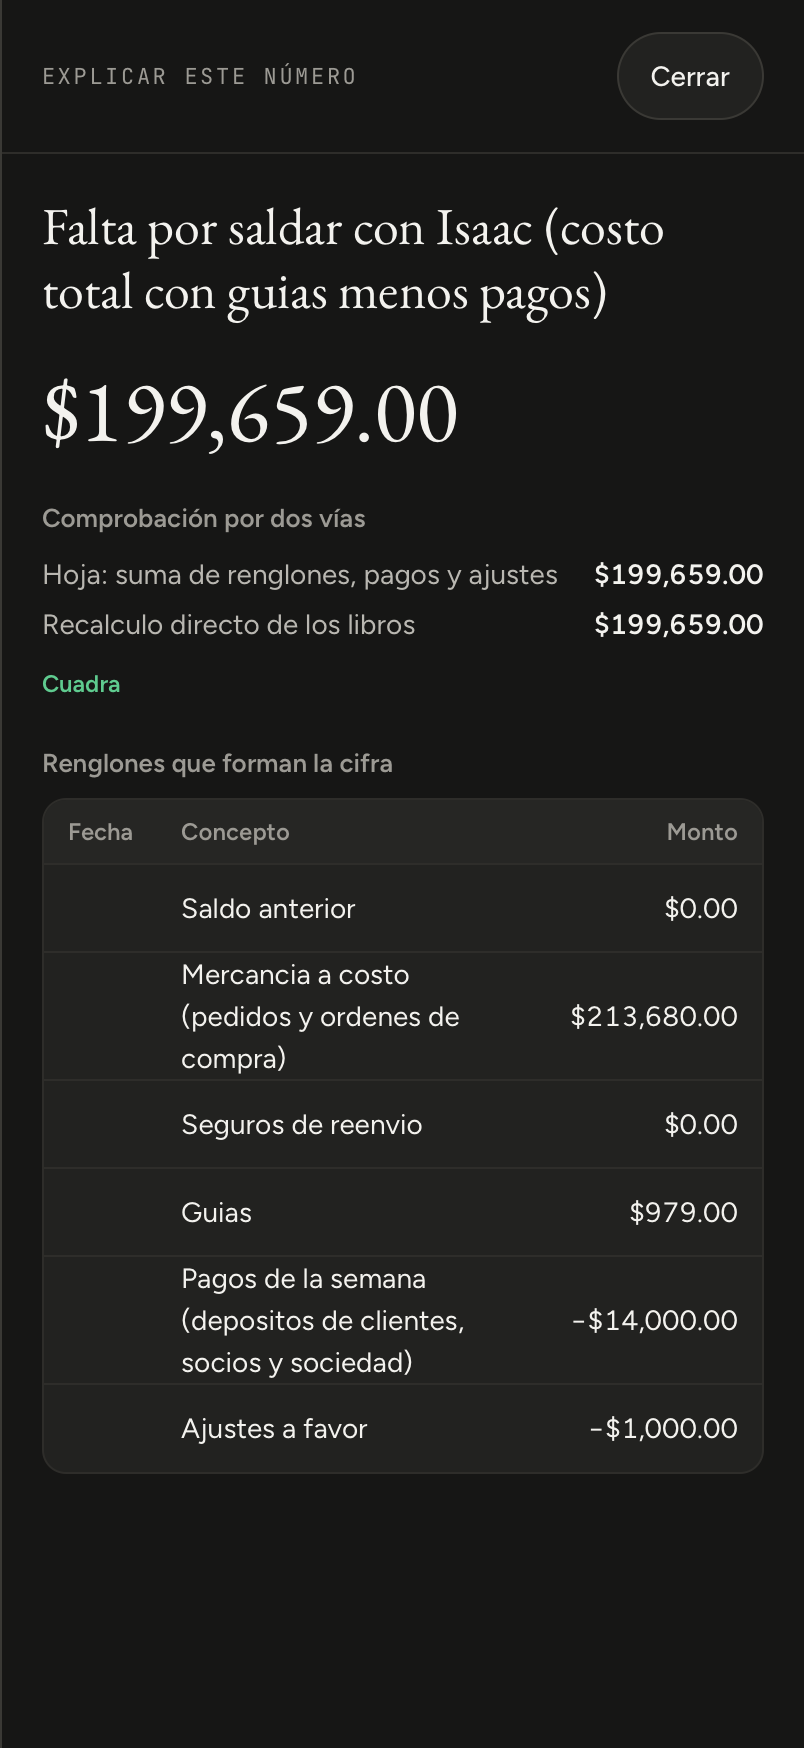 EXPLICAR ESTE NÚMERO
Cerrar
Falta por saldar con Isaac (costo
total con guias menos pagos)
$199,659.00
Comprobación por dos vías
Hoja: suma de renglones, pagos y ajustes $199,659.00
Recalculo directo de los libros $199,659.00
Cuadra
Renglones que forman la cifra
Fecha Concepto Monto
Saldo anterior $0.00
Mercancia a costo
(pedidos y ordenes de $213,680.00
compra)
Seguros de reenvio $0.00
Guias $979.00
Pagos de la semana
(depositos de clientes, -$14,000.00
socios y sociedad)
Ajustes a favor -$1,000.00